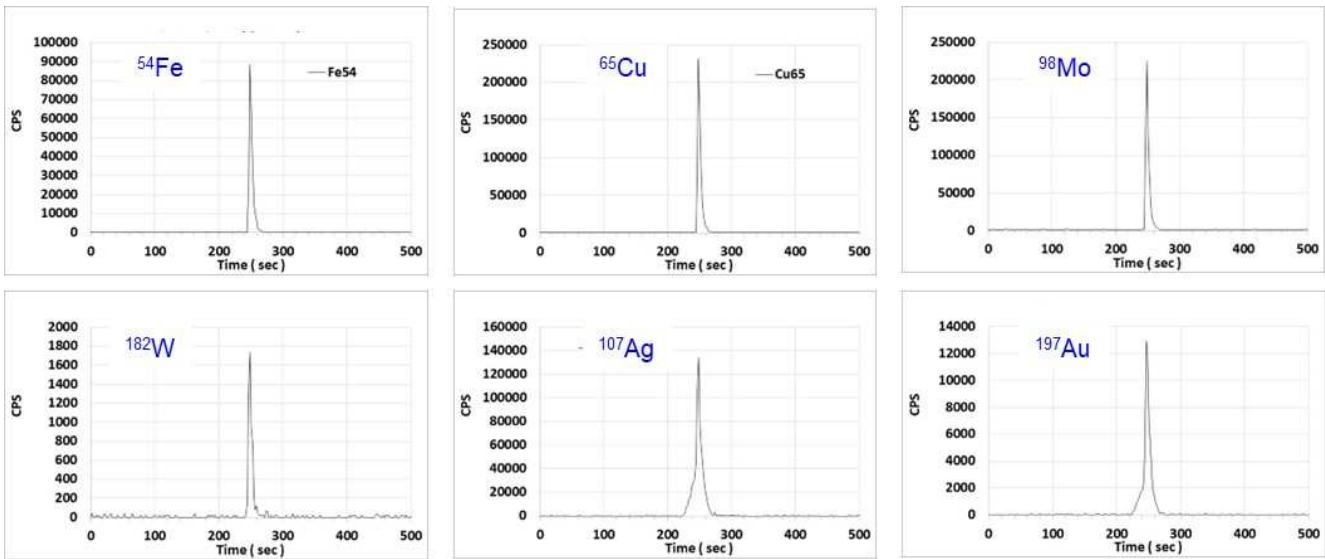 100000
90000
80000
70000
60000
50000
40000
30000
20000
10000
0
CPS
⁵⁴Fe
Fe54
0 100 200 300 400 500
Time ( sec )
250000
200000
150000
100000
50000
0
CPS
⁶⁵Cu
Cu65
0 100 200 300 400 500
Time ( sec )
250000
200000
150000
100000
50000
0
CPS
⁹⁸Mo
0 100 200 300 400 500
Time ( sec )
2000
1800
1600
1400
1200
1000
800
600
400
200
0
CPS
¹⁸²W
0 100 200 300 400 500
Time ( sec )
160000
140000
120000
100000
80000
60000
40000
20000
0
CPS
¹⁰⁷Ag
0 100 200 300 400 500
Time ( sec )
14000
12000
10000
8000
6000
4000
2000
0
CPS
¹⁹⁷Au
0 100 200 300 400 500
Time ( sec )